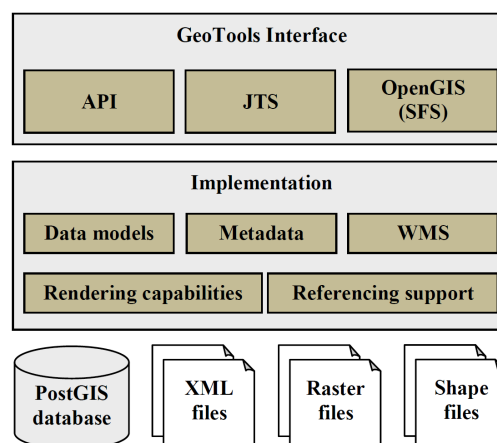 GeoTools Interface
API
JTS
OpenGIS
(SFS)
Implementation
Data models
Metadata
WMS
Rendering capabilities
Referencing support
PostGIS
database
XML
files
Raster
files
Shape
files